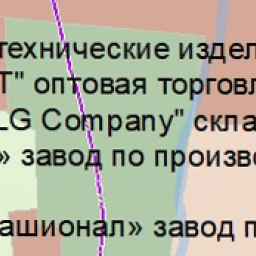 технические издел
Т" оптовая торговл
LG Company" скла
» завод по произво
ашионал» завод п